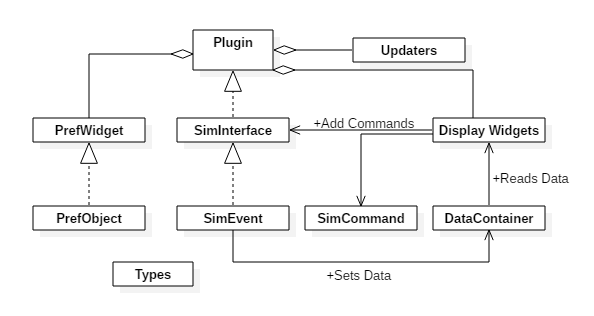 Plugin
Updaters
PrefWidget
SimInterface
+Add Commands
Display Widgets
+Reads Data
PrefObject
SimEvent
SimCommand
DataContainer
Types
+Sets Data